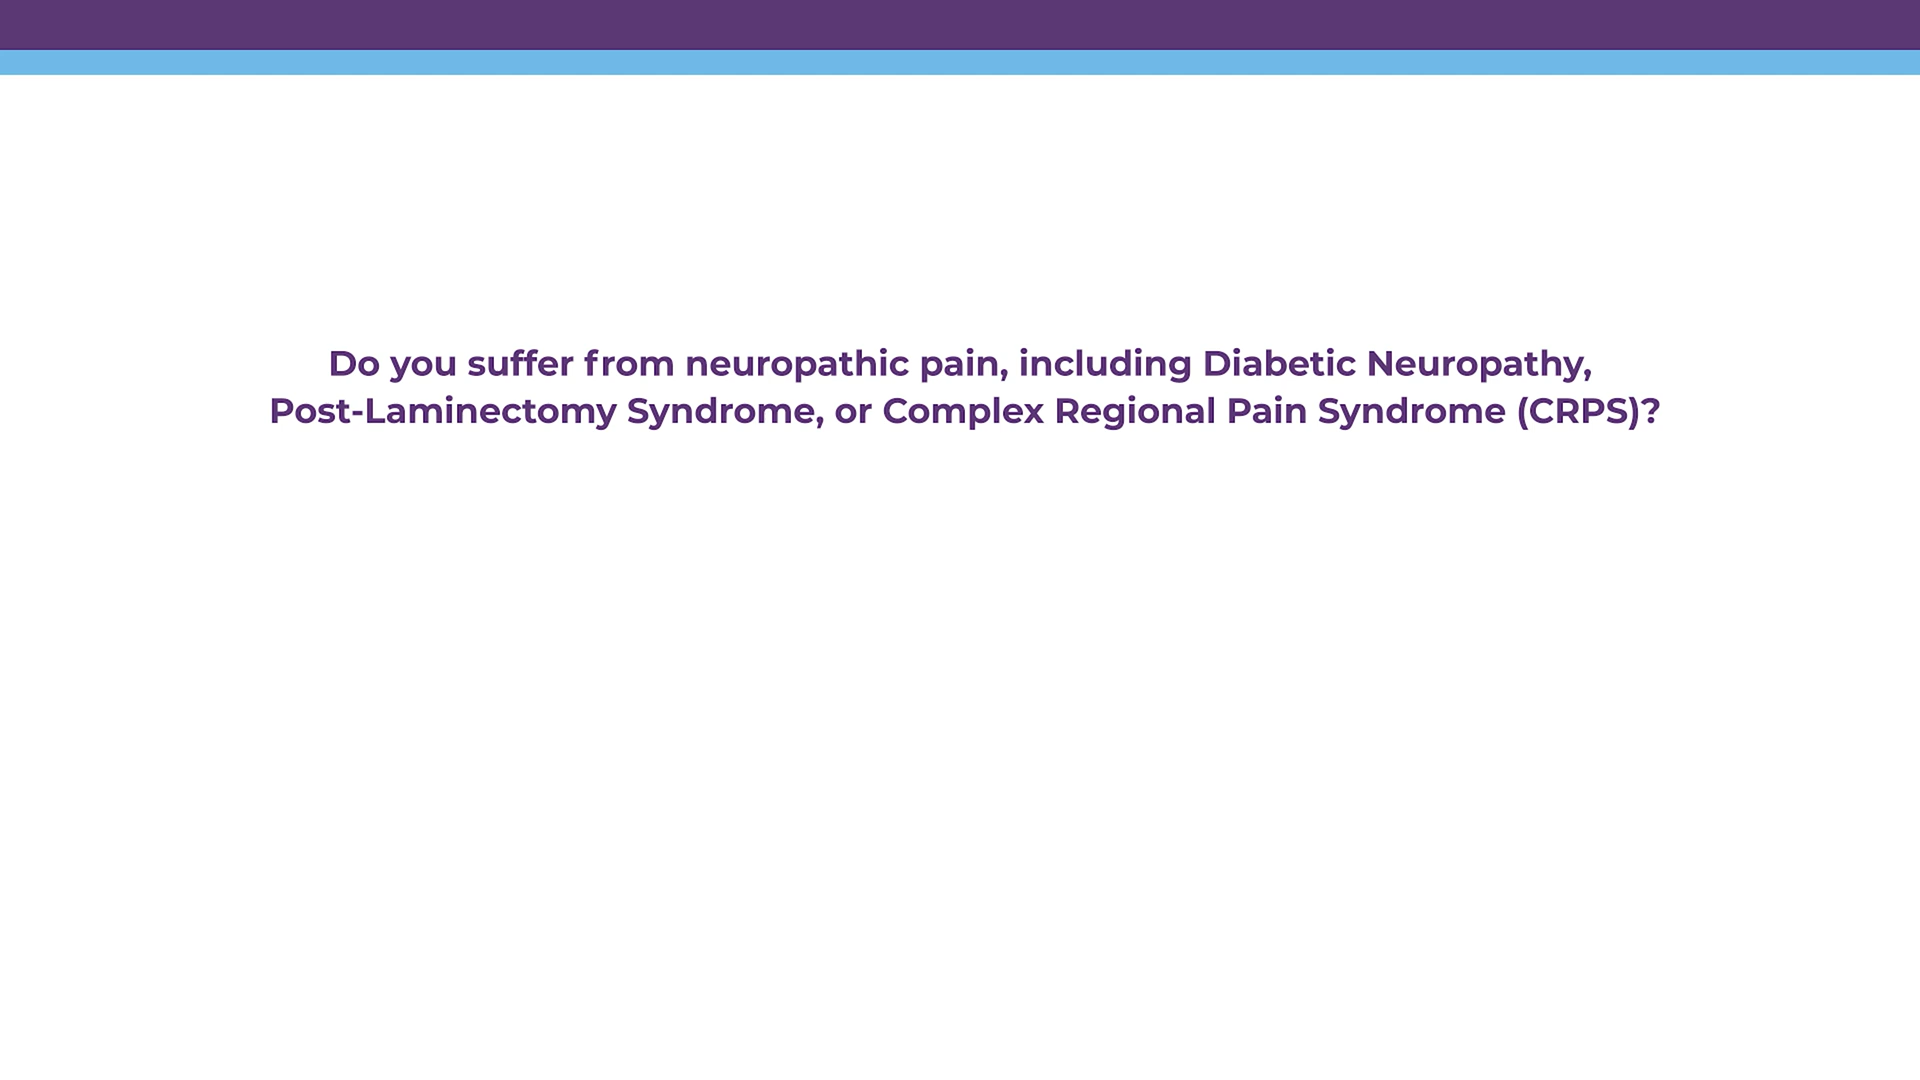 Do you suffer from neuropathic pain, including Diabetic Neuropathy,
Post-Laminectomy Syndrome, or Complex Regional Pain Syndrome (CRPS)?